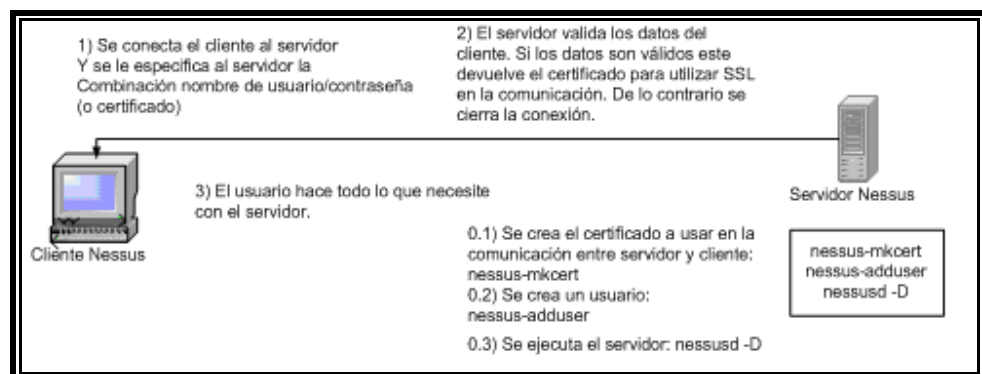 1) Se conecta el cliente al servidor
Y se le especifica al servidor la
Combinación nombre de usuario/contraseña
(o certificado)
2) El servidor valida los datos del
cliente. Si los datos son válidos este
devuelve el certificado para utilizar SSL
en la comunicación. De lo contrario se
cierra la conexión.
3) El usuario hace todo lo que necesite
con el servidor.
Cliente Nessus
Servidor Nessus
0.1) Se crea el certificado a usar en la
comunicación entre servidor y cliente:
nessus-mkcert
0.2) Se crea un usuario:
nessus-adduser
0.3) Se ejecuta el servidor: nessusd -D
nessus-mkcert
nessus-adduser
nessusd -D